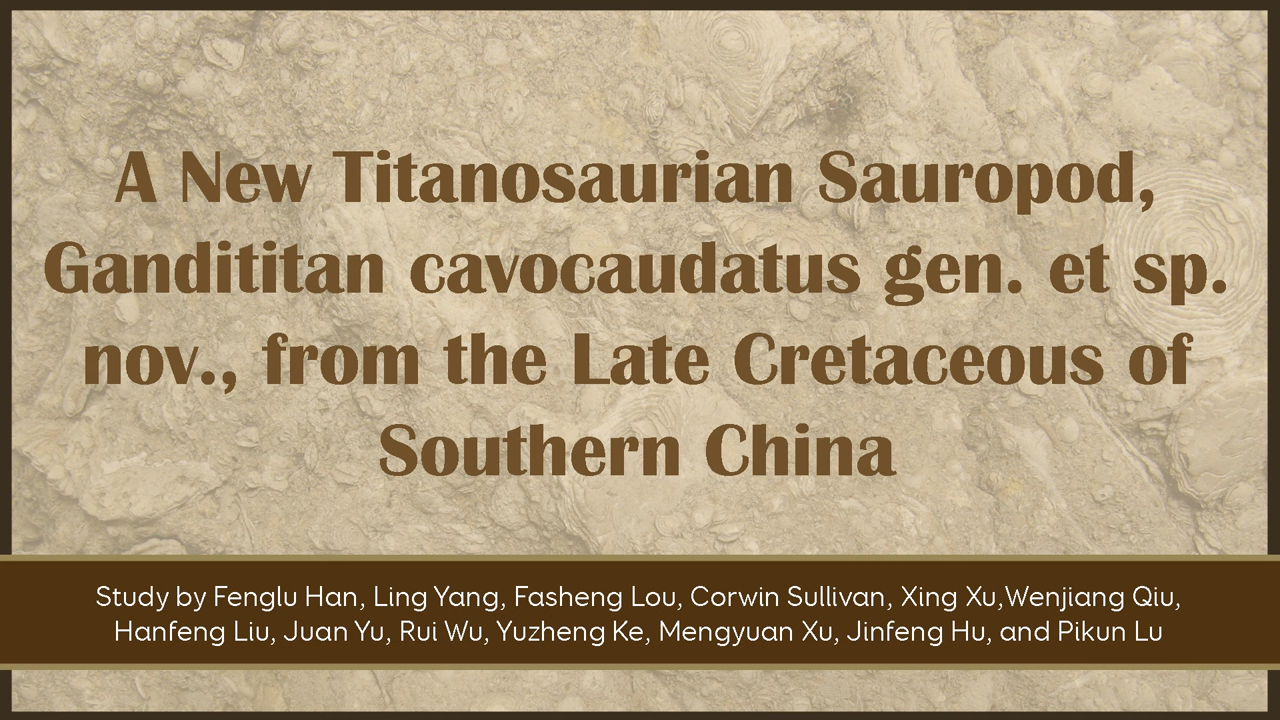 A New Titanosaurian Sauropod,
Gandititan cavocaudatus gen. et sp.
nov., from the Late Cretaceous of
Southern China
Study by Fenglu Han, Ling Yang, Fasheng Lou, Corwin Sullivan, Xing Xu,Wenjiang Qiu,
Hanfeng Liu, Juan Yu, Rui Wu, Yuzheng Ke, Mengyuan Xu, Jinfeng Hu, and Pikun Lu